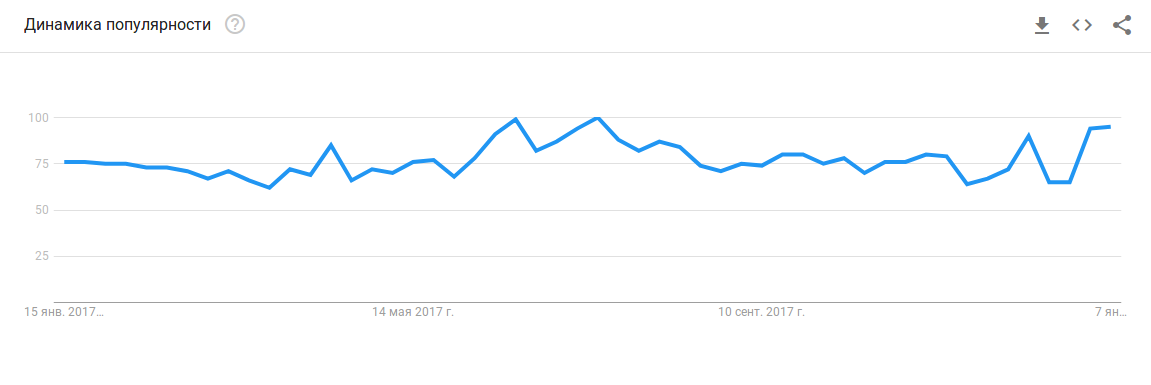 Динамика популярности ?
100
75
50
25
15 янв. 2017…
14 мая 2017 г.
10 сент. 2017 г.
7 ян…